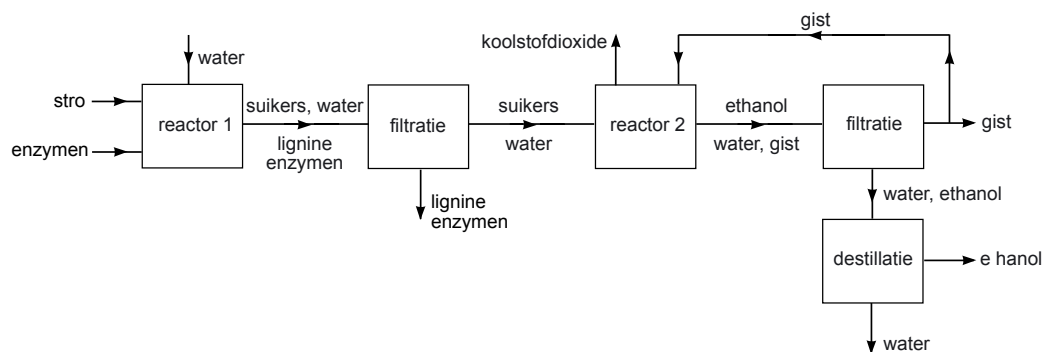 gist
koolstofdioxide
water
stro
suikers, water
suikers
ethanol
reactor 1
filtratie
reactor 2
filtratie
gist
enzymen
lignine
enzymen
water
water, gist
lignine
enzymen
water, ethanol
destillatie
e hanol
water